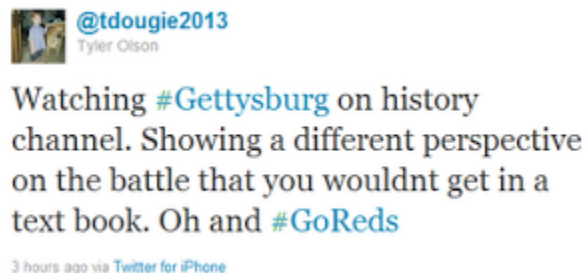 @tdougie2013
Tyler Olson
Watching #Gettysburg on history
channel. Showing a different perspective
on the battle that you wouldnt get in a
text book. Oh and #GoReds
3 hours ago via Twitter for iPhone